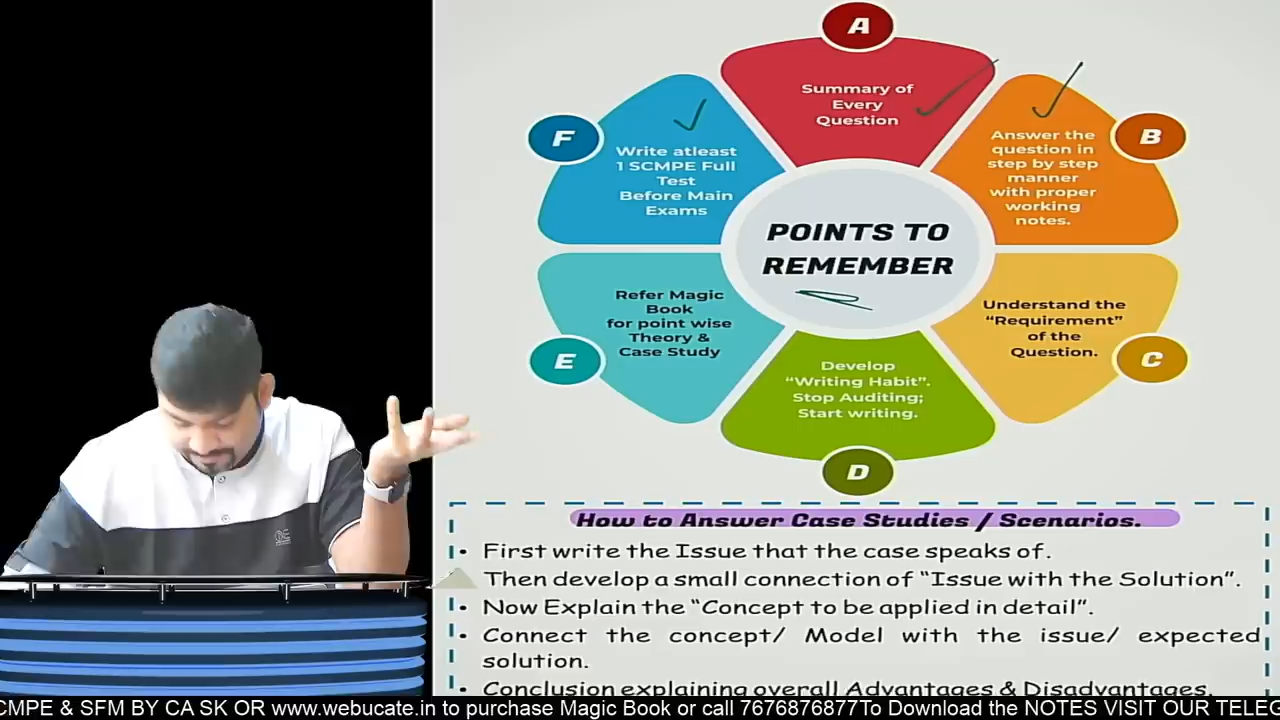 A
Summary of
Every
Question
B
Answer the
question in
step by step
manner
with proper
working
notes.
C
Understand the
“Requirement”
of the
Question.
D
Develop
“Writing Habit”.
Stop Auditing;
Start writing.
E
Refer Magic
Book
for point wise
Theory &
Case Study
F
Write atleast
1 SCMPE Full
Test
Before Main
Exams
POINTS TO
REMEMBER
How to Answer Case Studies / Scenarios.
• First write the Issue that the case speaks of.
Then develop a small connection of “Issue with the Solution”.
• Now Explain the “Concept to be applied in detail”.
• Connect the concept/ Model with the issue/ expected
solution.
• Conclusion explaining overall Advantages & Disadvantages.
CMPE & SFM BY CA SK OR www.webucate.in to purchase Magic Book or call 7676876877To Download the NOTES VISIT OUR TELEG